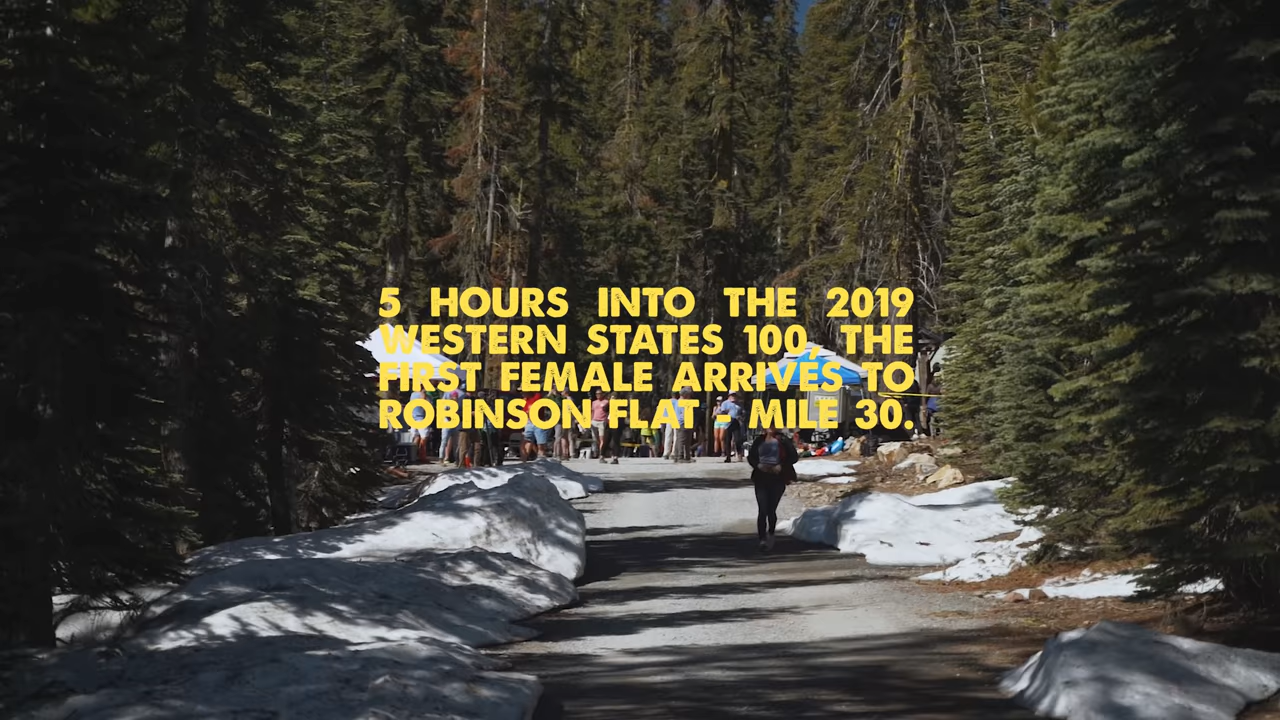 5 HOURS INTO THE 2019
WESTERN STATES 100, THE
FIRST FEMALE ARRIVES TO
ROBINSON FLAT - MILE 30.